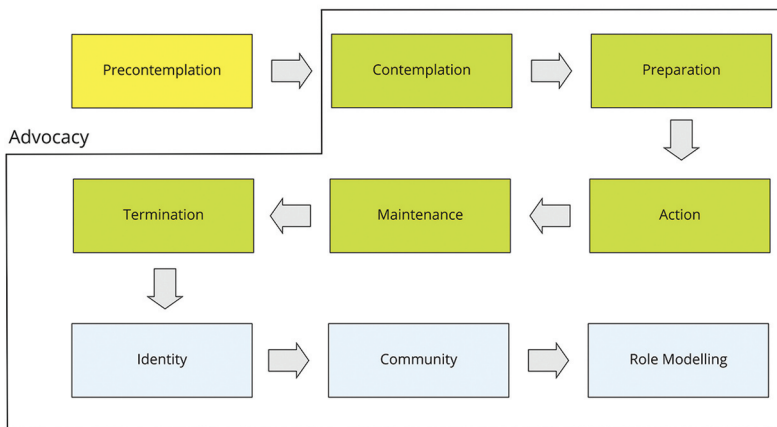 Precontemplation
Contemplation
Preparation
Advocacy
Termination
Maintenance
Action
Identity
Community
Role Modelling